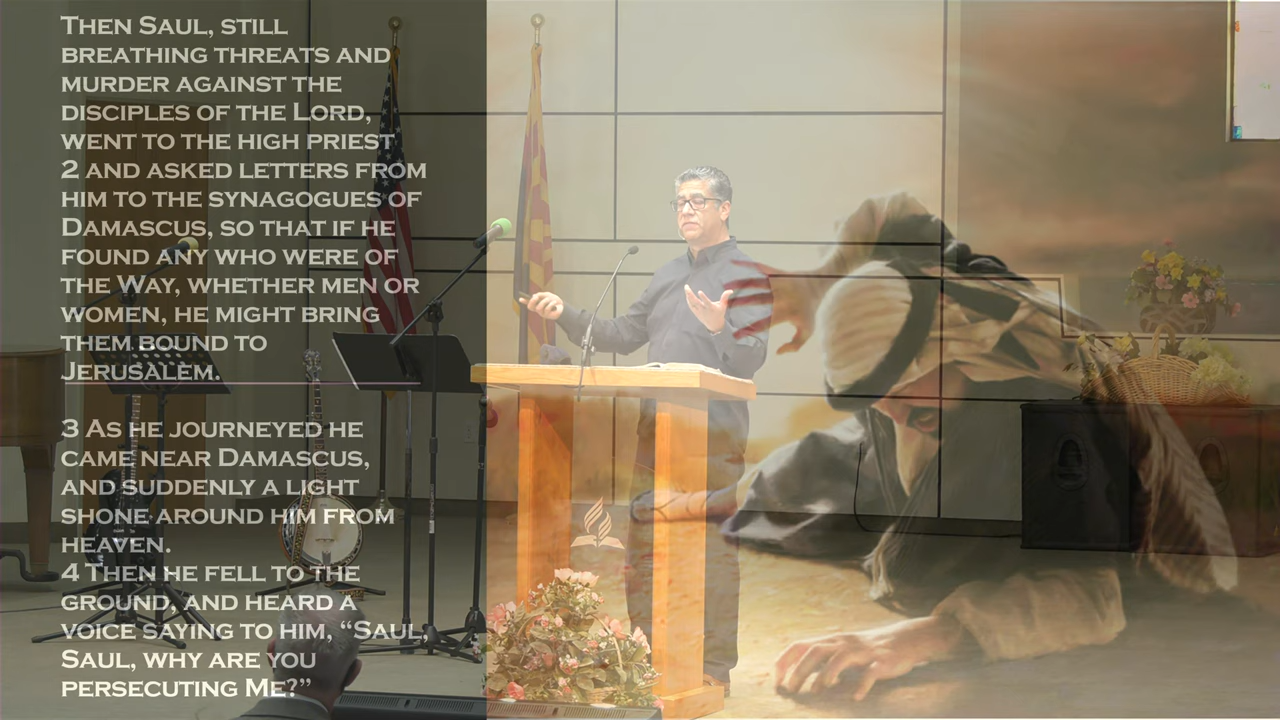 Then Saul, still
breathing threats and
murder against the
disciples of the Lord,
went to the high priest
2 and asked letters from
him to the synagogues of
Damascus, so that if he
found any who were of
the Way, whether men or
women, he might bring
them bound to
Jerusalem.
3 As he journeyed he
came near Damascus,
and suddenly a light
shone around him from
heaven.
4 Then he fell to the
ground, and heard a
voice saying to him, “Saul,
Saul, why are you
persecuting Me?”